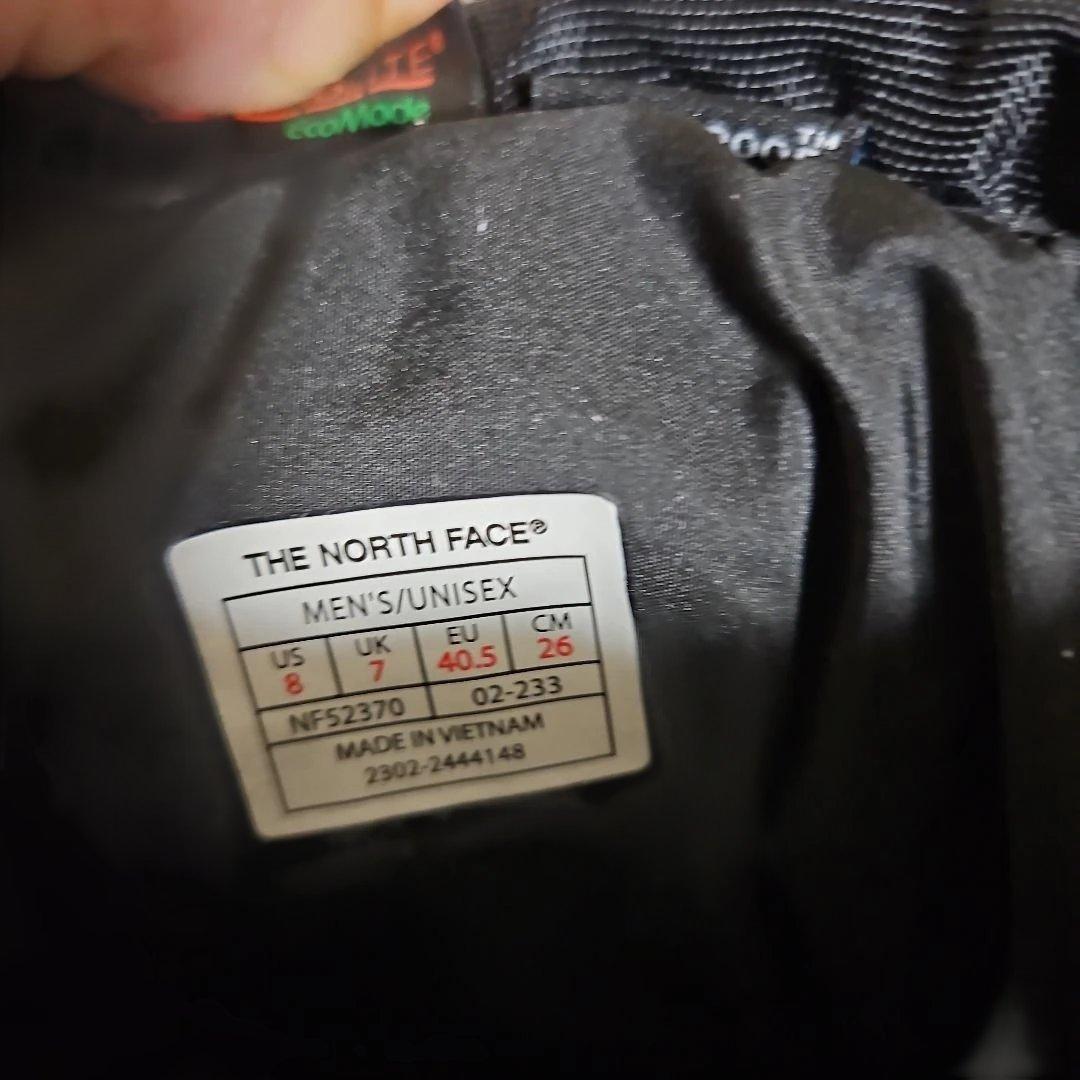 ecoMode
THE NORTH FACE®
MEN'S/UNISEX
US UK EU CM
8 7 40.5 26
NF52370 02-233
MADE IN VIETNAM
2302-2444148